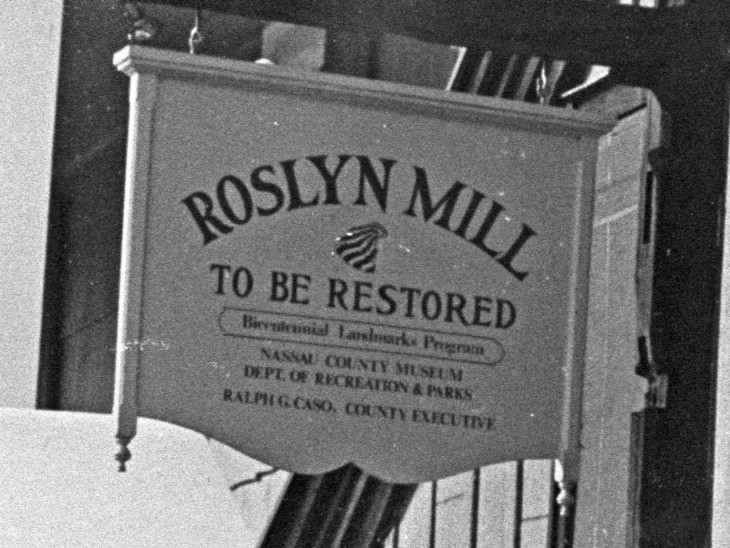 ROSLYN MILL
TO BE RESTORED
Bicentennial Landmarks Program
NASSAU COUNTY MUSEUM
DEPT. OF RECREATION & PARKS
RALPH G. CASO, COUNTY EXECUTIVE